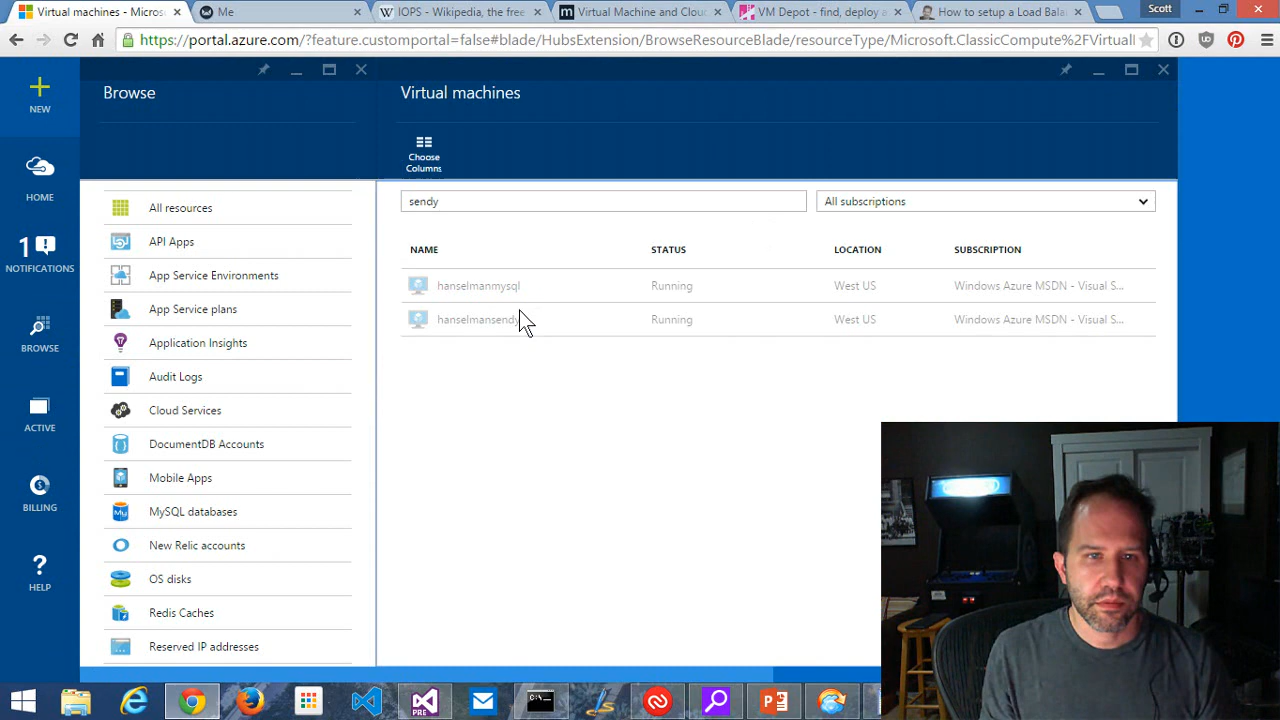 Virtual machines - Micros
Me
IOPS - Wikipedia, the free
Virtual Machine and Clou
VM Depot - find, deploy a
How to setup a Load Bala
Scott
https://portal.azure.com/?feature.customportal=false#blade/HubsExtension/BrowseResourceBlade/resourceType/Microsoft.ClassicCompute%2FVirtualI
NEW
HOME
1
NOTIFICATIONS
BROWSE
ACTIVE
BILLING
HELP
Browse
All resources
API Apps
App Service Environments
App Service plans
Application Insights
Audit Logs
Cloud Services
DocumentDB Accounts
Mobile Apps
MySQL databases
New Relic accounts
OS disks
Redis Caches
Reserved IP addresses
Virtual machines
Choose
Columns
sendy
All subscriptions
NAME STATUS LOCATION SUBSCRIPTION
hanselmanmysql Running West US Windows Azure MSDN - Visual S...
hanselmansendy Running West US Windows Azure MSDN - Visual S...
PRE